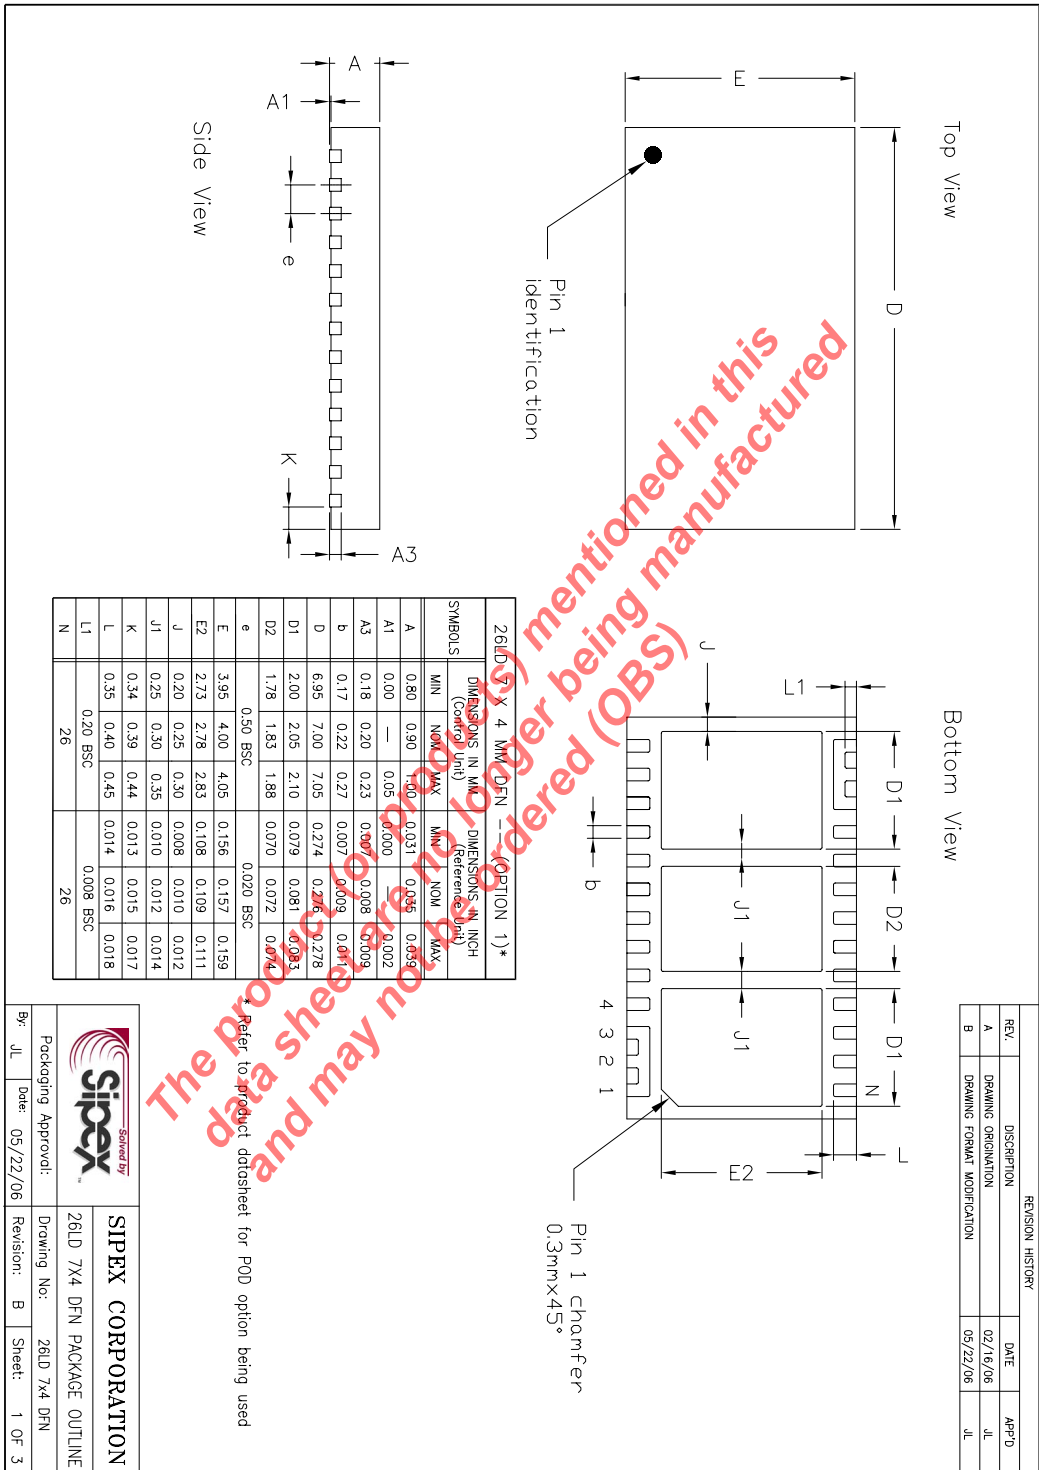 REVISION HISTORY
REV. DISCRIPTION DATE APP'D
A DRAWING ORIGINATION 02/16/06 JL
B DRAWING FORMAT MODIFICATION 05/22/06 JL
Top View
D
E
Pin 1
identification
Bottom View
D1 D2 D1
L1
J
J1 J1
b
N
L
4 3 2 1
E2
Pin 1 chamfer
0.3mmx45°
Side View
A
A1
A3
e
K
26LD 7 X 4 MM DFN -- (OPTION 1)*
SYMBOLS DIMENSIONS IN MM (Control Unit) DIMENSIONS IN INCH (Reference Unit)
MIN NOM MAX MIN NOM MAX
A 0.80 0.90 1.00 0.031 0.035 0.039
A1 0.00 — 0.05 0.000 — 0.002
A3 0.18 0.20 0.23 0.007 0.008 0.009
b 0.17 0.22 0.27 0.007 0.009 0.011
D 6.95 7.00 7.05 0.274 0.276 0.278
D1 2.00 2.05 2.10 0.079 0.081 0.083
D2 1.78 1.83 1.88 0.070 0.072 0.074
e 0.50 BSC 0.020 BSC
E 3.95 4.00 4.05 0.156 0.157 0.159
E2 2.73 2.78 2.83 0.108 0.109 0.111
J 0.20 0.25 0.30 0.008 0.010 0.012
J1 0.25 0.30 0.35 0.010 0.012 0.014
K 0.34 0.39 0.44 0.013 0.015 0.017
L 0.35 0.40 0.45 0.014 0.016 0.018
L1 0.20 BSC 0.008 BSC
N 26 26
* Refer to product datasheet for POD option being used
The product (or products) mentioned in this
data sheet are no longer being manufactured
and may not be ordered (OBS)
Solved by
Sipex™
SIPEX CORPORATION
26LD 7X4 DFN PACKAGE OUTLINE
Packaging Approval: Drawing No: 26LD 7x4 DFN
By: JL Date: 05/22/06 Revision: B Sheet: 1 OF 3